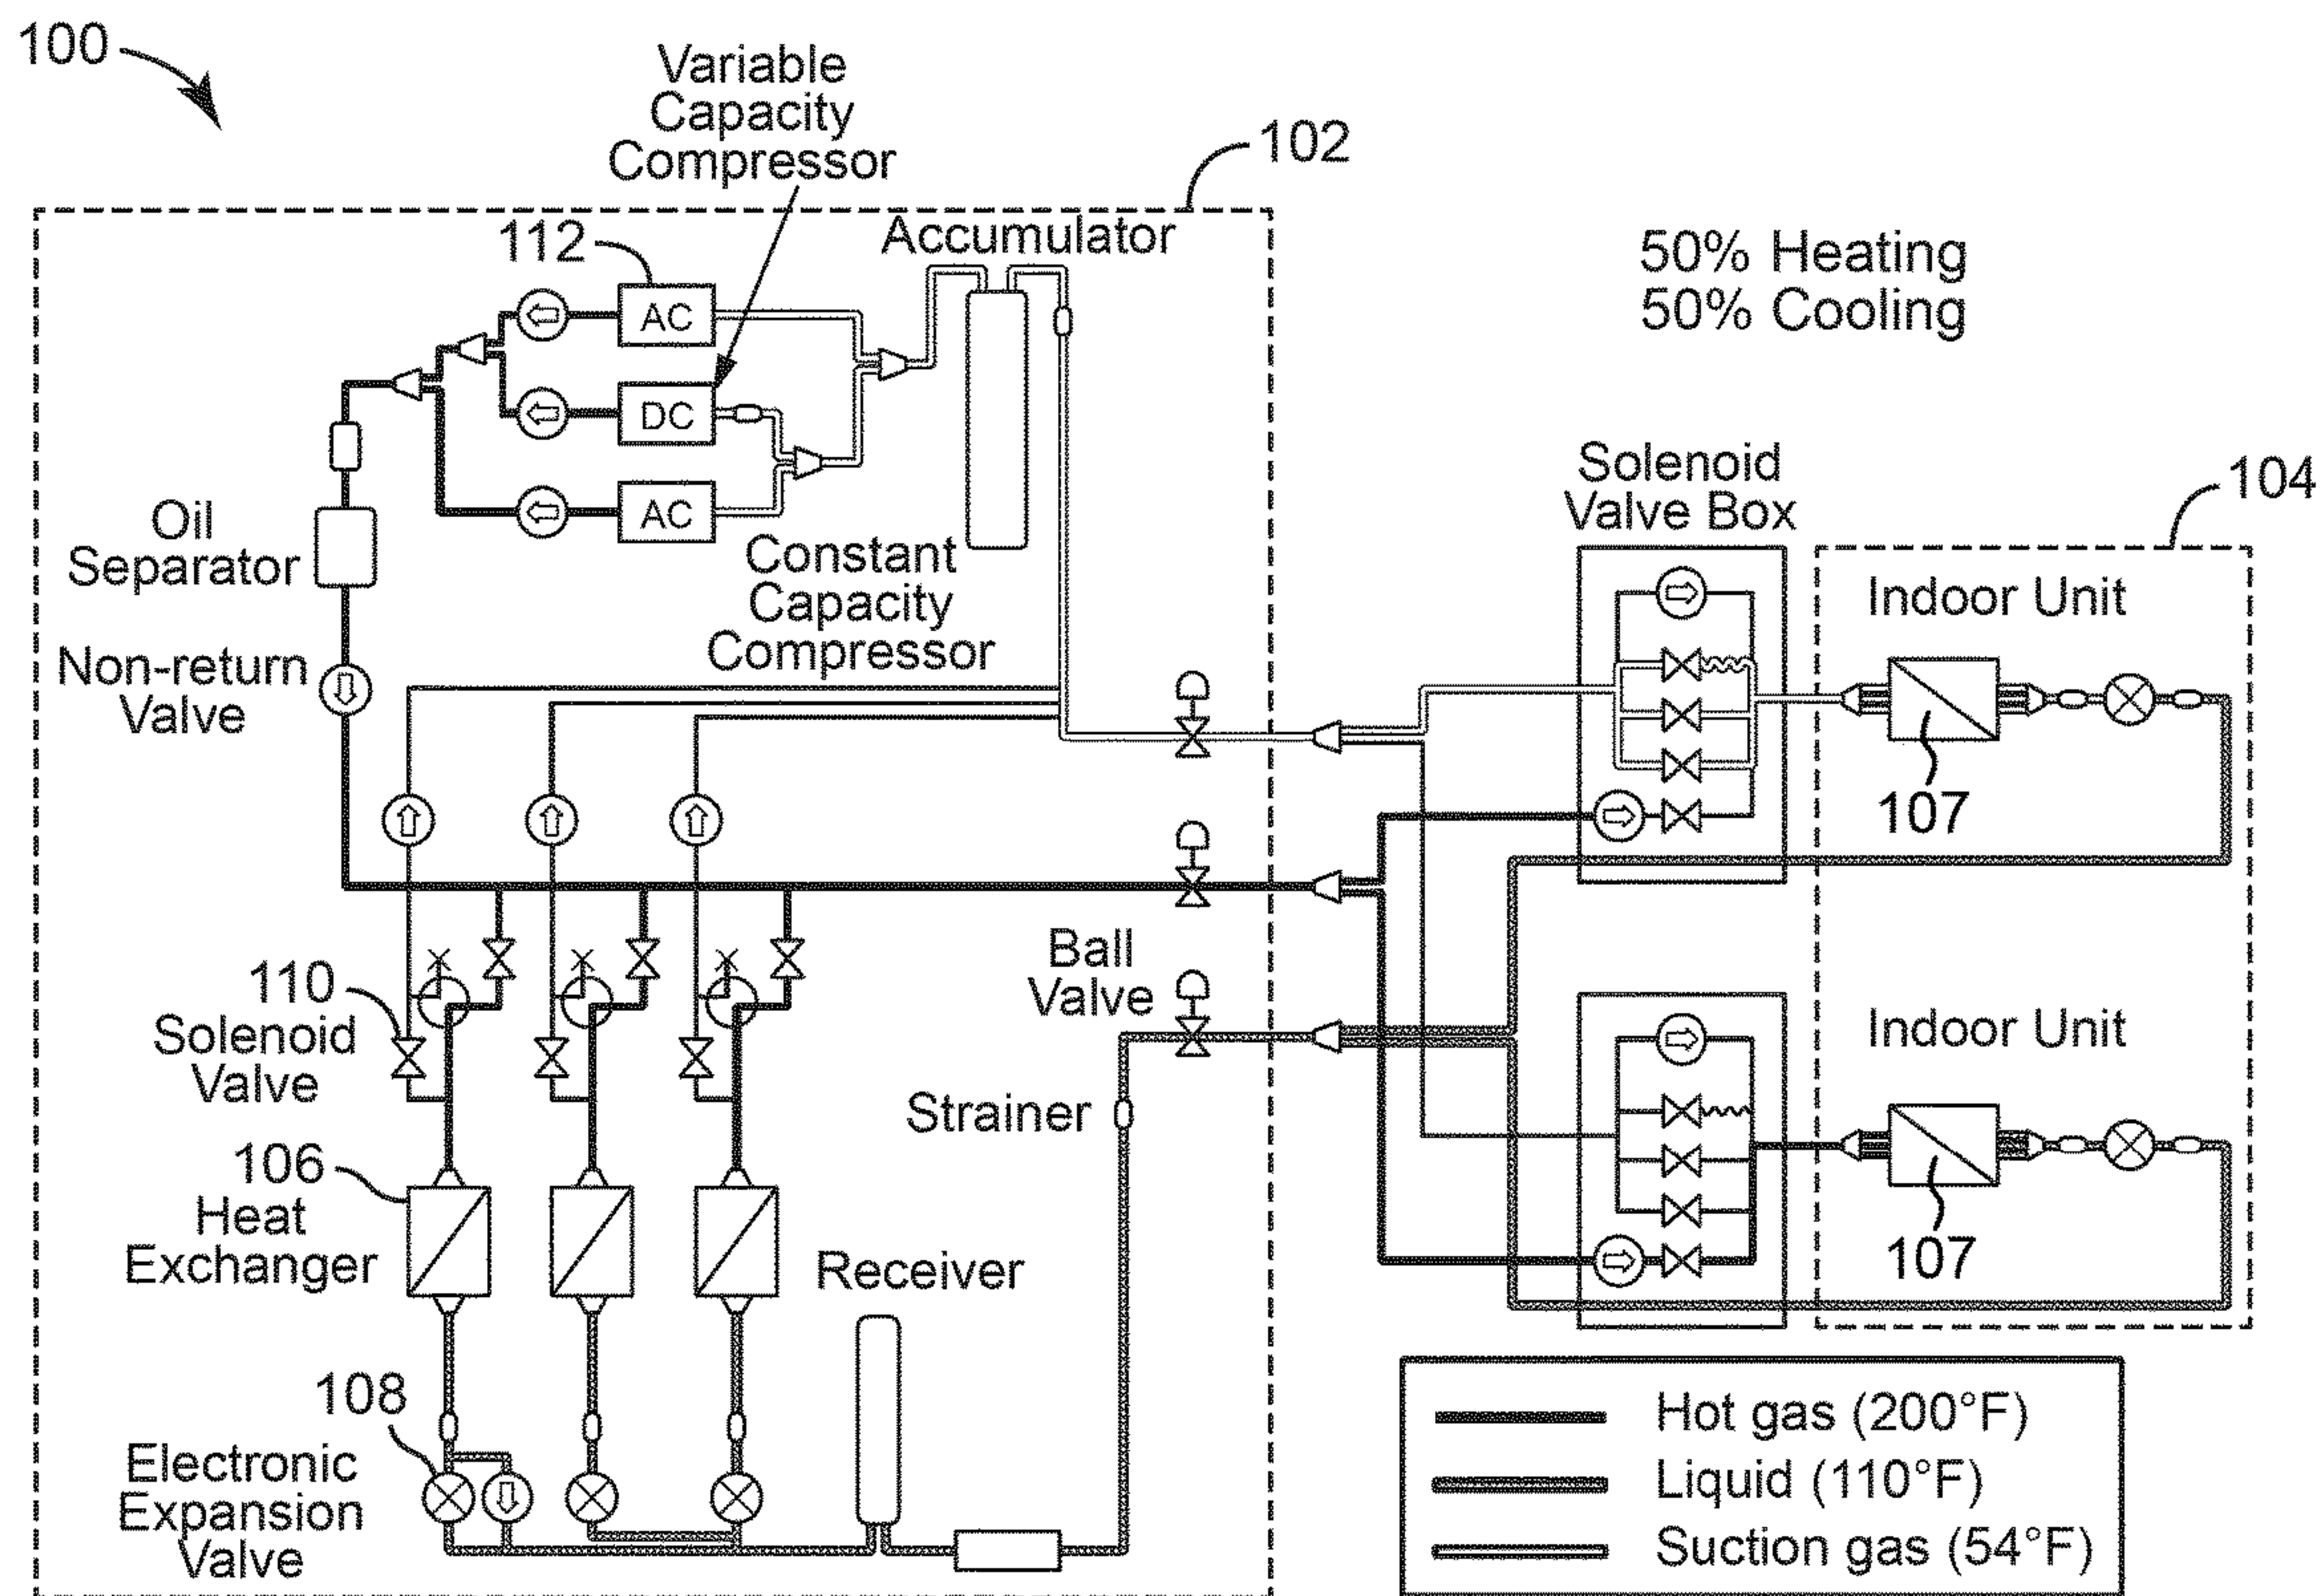 100
Variable
Capacity
Compressor
102
112
Accumulator
50% Heating
50% Cooling
AC
DC
AC
Solenoid
Valve Box
104
Oil
Separator
Constant
Capacity
Compressor
Indoor Unit
Non-return
Valve
107
Ball
Valve
110
Solenoid
Valve
Indoor Unit
Strainer
106
Heat
Exchanger
Receiver
107
108
Electronic
Expansion
Valve
Hot gas (200°F)
Liquid (110°F)
Suction gas (54°F)